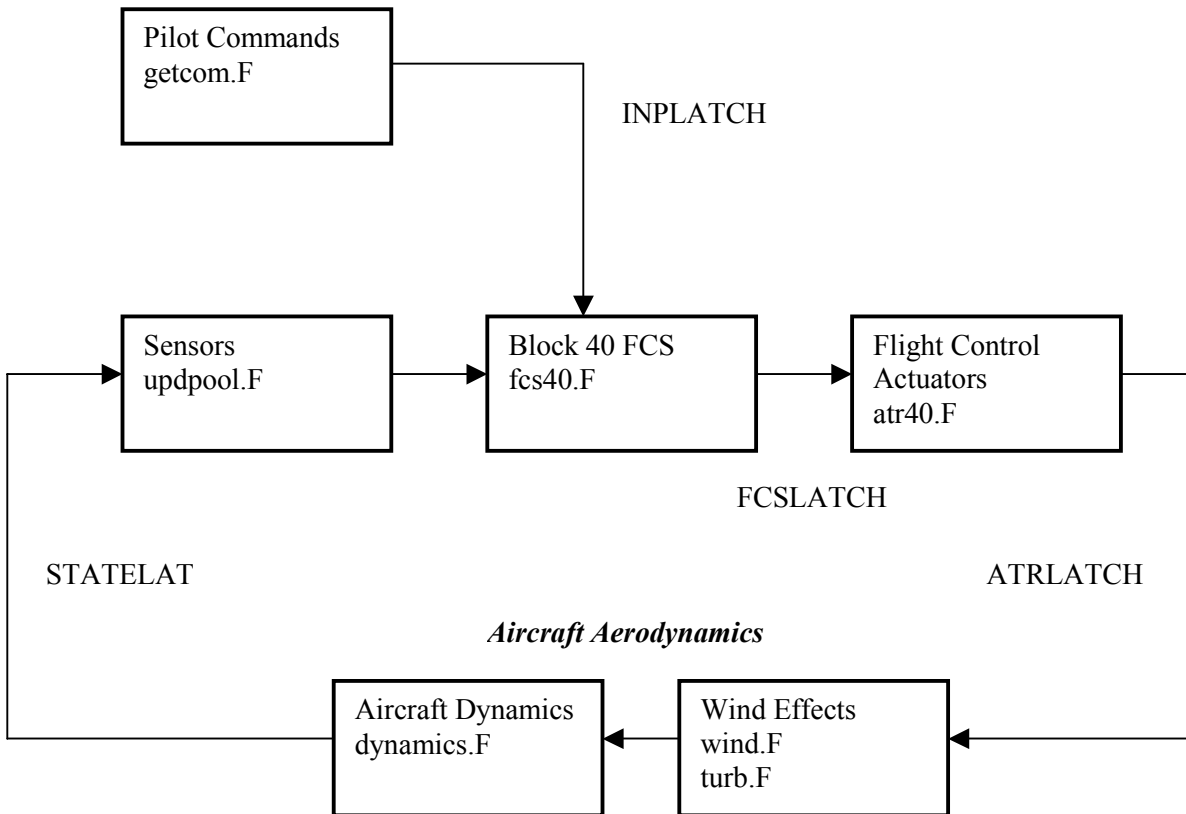 Pilot Commands
getcom.F
INPLATCH
Sensors
updpool.F
Block 40 FCS
fcs40.F
Flight Control
Actuators
atr40.F
FCSLATCH
STATELAT
ATRLATCH
Aircraft Aerodynamics
Aircraft Dynamics
dynamics.F
Wind Effects
wind.F
turb.F